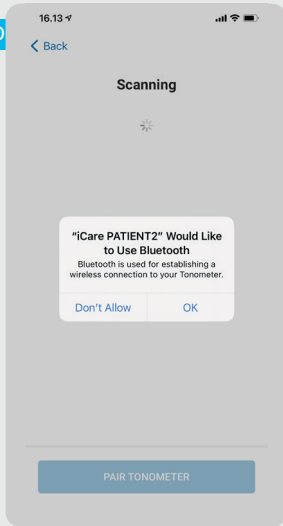 16.13
Back
Scanning
"iCare PATIENT2" Would Like
to Use Bluetooth
Bluetooth is used for establishing a
wireless connection to your Tonometer.
Don't Allow
OK
PAIR TONOMETER